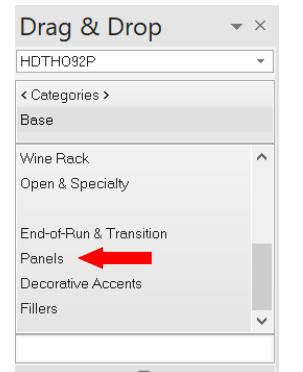 Drag & Drop
HDTHO92P
< Categories >
Base
Wine Rack
Open & Specialty
End-of-Run & Transition
Panels
Decorative Accents
Fillers